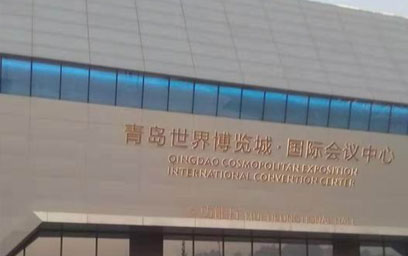 青岛世界博览城·国际会议中心
QINGDAO COSMOPOLITAN EXPOSITION
INTERNATIONAL CONVENTION CENTER